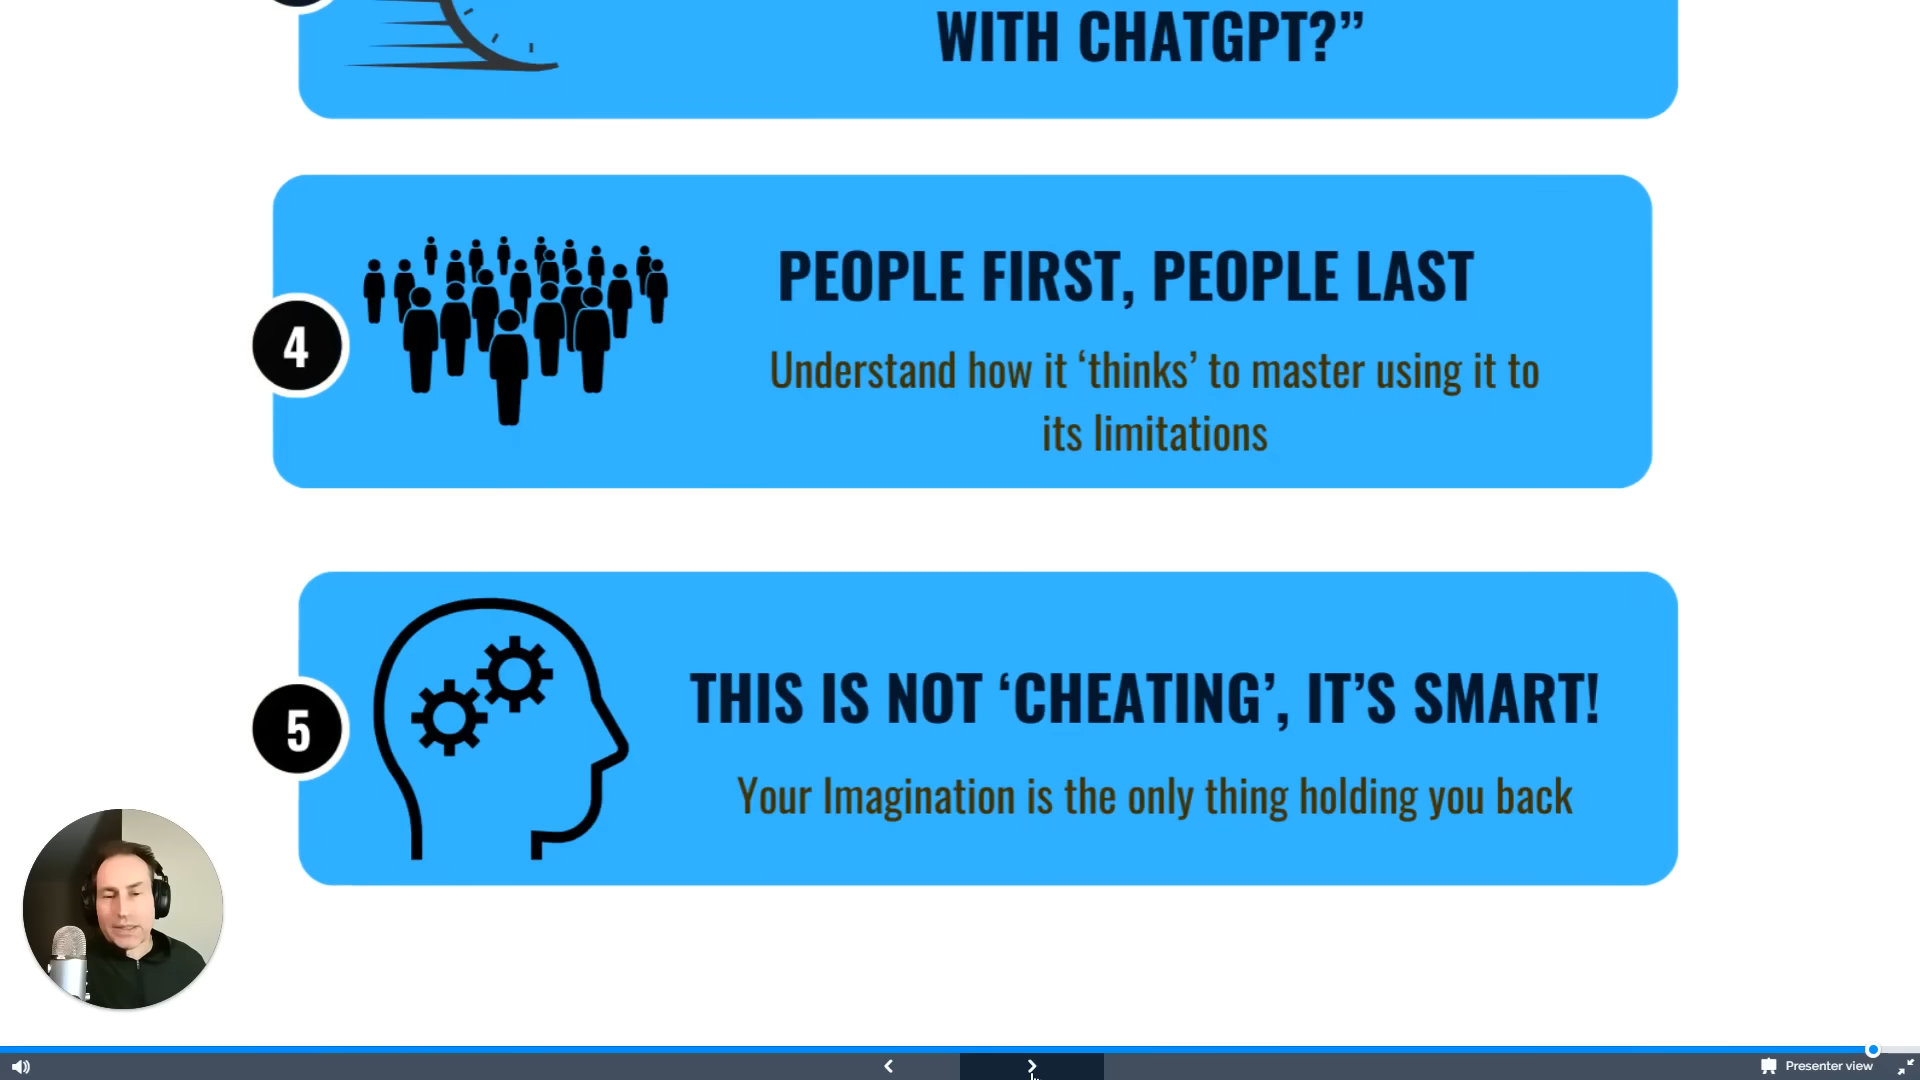 WITH CHATGPT?”
4
PEOPLE FIRST, PEOPLE LAST
Understand how it ‘thinks’ to master using it to
its limitations
5
THIS IS NOT ‘CHEATING’, IT’S SMART!
Your Imagination is the only thing holding you back
Presenter view